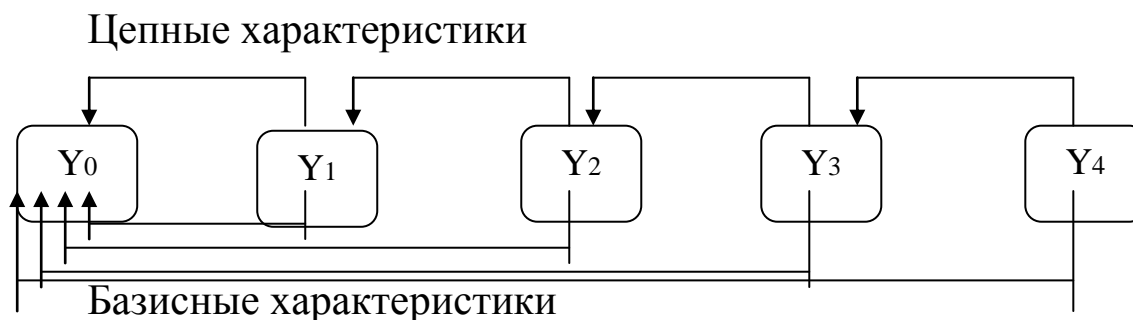 Цепные характеристики
Y0 Y1 Y2 Y3 Y4
Базисные характеристики